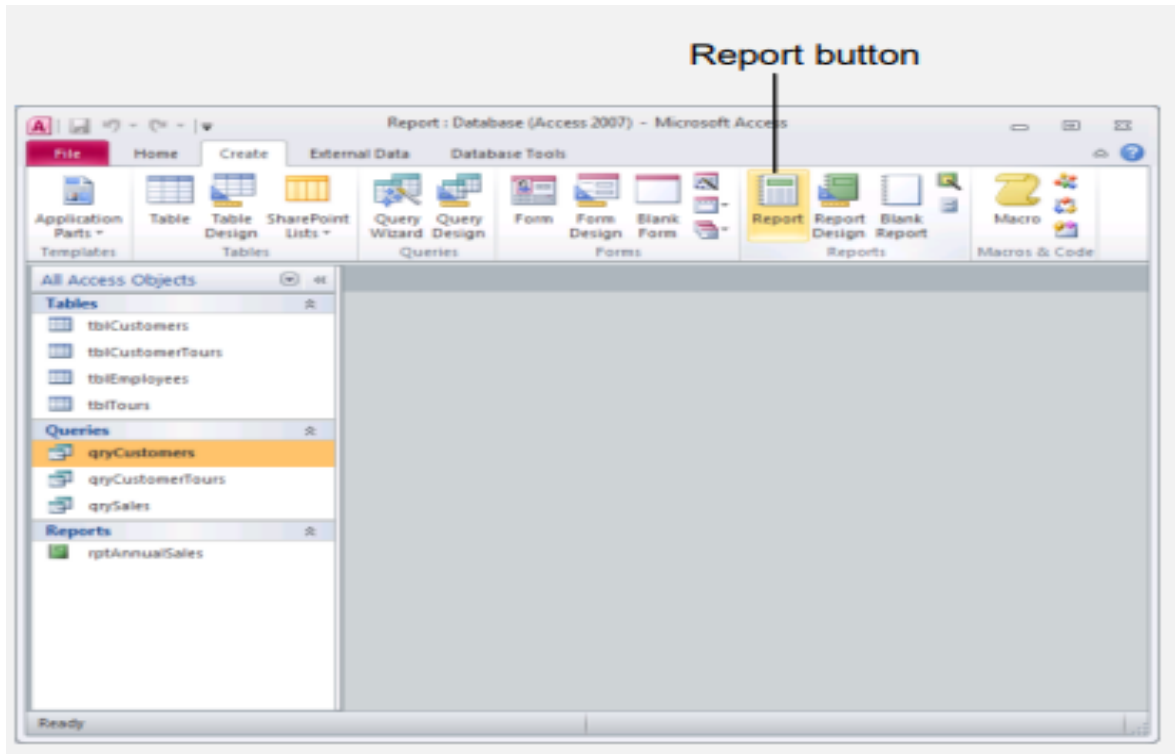 Report button
Report : Database (Access 2007) - Microsoft Access
File Home Create External Data Database Tools
Application Parts Table Table Design SharePoint Lists Query Wizard Query Design Form Form Design Blank Form Report Report Design Blank Report Macro
Templates Tables Queries Forms Reports Macros & Code
All Access Objects
Tables
tblCustomers
tblCustomerTours
tblEmployees
tblTours
Queries
qryCustomers
qryCustomerTours
qrySales
Reports
rptAnnualSales
Ready